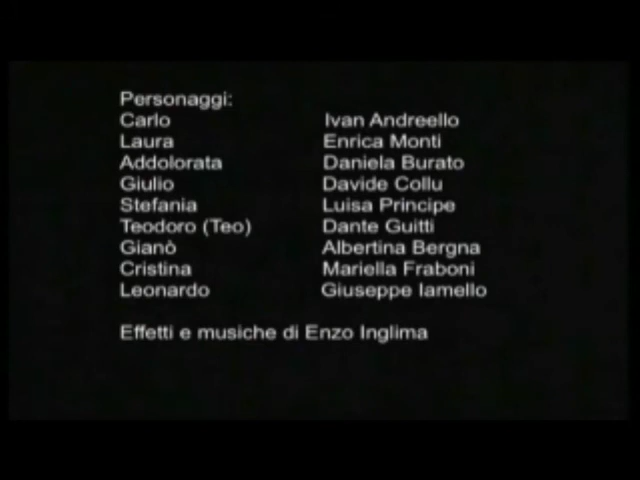 Personaggi:
Carlo Ivan Andreello
Laura Enrica Monti
Addolorata Daniela Burato
Giulio Davide Collu
Stefania Luisa Principe
Teodoro (Teo) Dante Guitti
Gianò Albertina Bergna
Cristina Mariella Fraboni
Leonardo Giuseppe Iamello
Effetti e musiche di Enzo Inglima